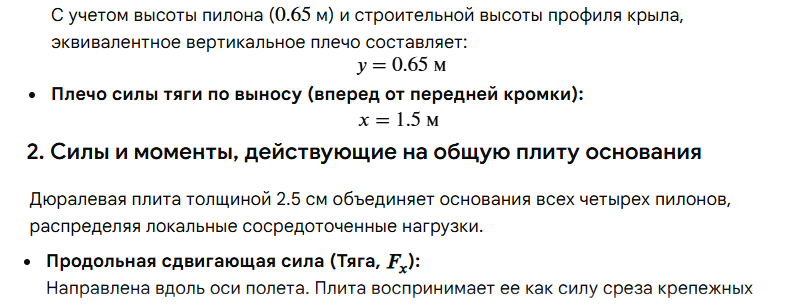 С учетом высоты пилона (0.65 м) и строительной высоты профиля крыла,
эквивалентное вертикальное плечо составляет:
y = 0.65 м
• Плечо силы тяги по выносу (вперед от передней кромки):
x = 1.5 м
2. Силы и моменты, действующие на общую плиту основания
Дюралевая плита толщиной 2.5 см объединяет основания всех четырех пилонов,
распределяя локальные сосредоточенные нагрузки.
• Продольная сдвигающая сила (Тяга, Fₓ):
Направлена вдоль оси полета. Плита воспринимает ее как силу среза крепежных